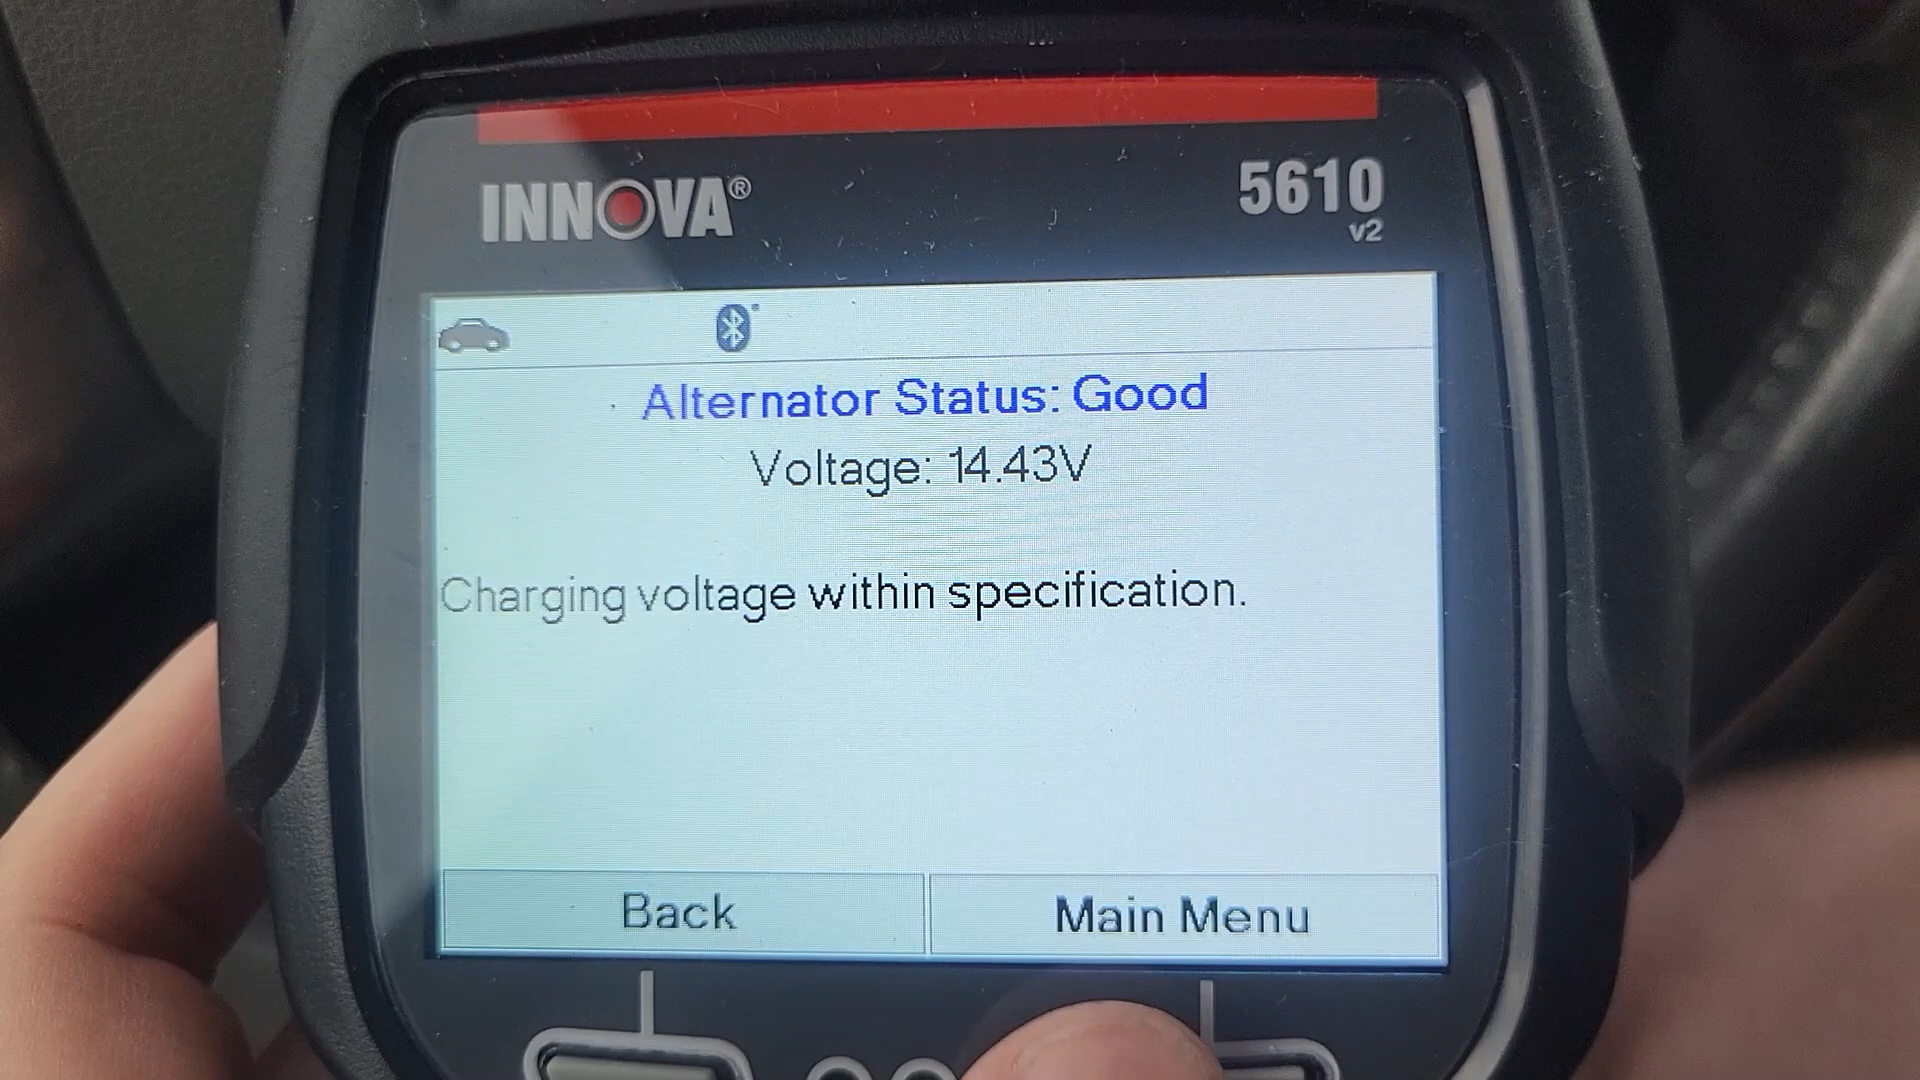 INNOVA®
5610
v2
Alternator Status: Good
Voltage: 14.43V
Charging voltage within specification.
Back
Main Menu